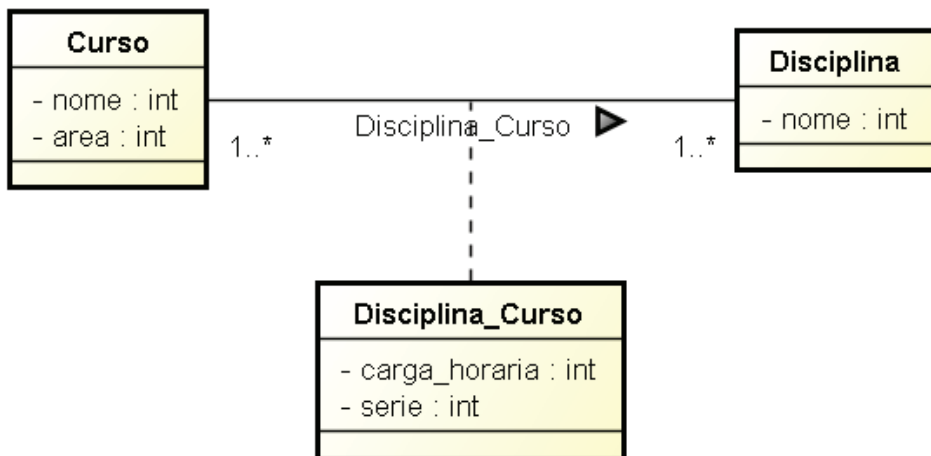 Curso
- nome : int
- area : int
1..*
Disciplina_Curso
1..*
Disciplina
- nome : int
Disciplina_Curso
- carga_horaria : int
- serie : int